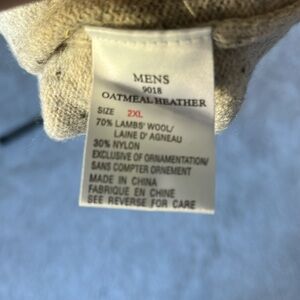 MENS
9018
OATMEAL HEATHER
SIZE 2XL
70% LAMBS' WOOL/
LAINE D' AGNEAU
30% NYLON
EXCLUSIVE OF ORNAMENTATION/
SANS COMPTER ORNEMENT
MADE IN CHINA
FABRIQUE EN CHINE
SEE REVERSE FOR CARE